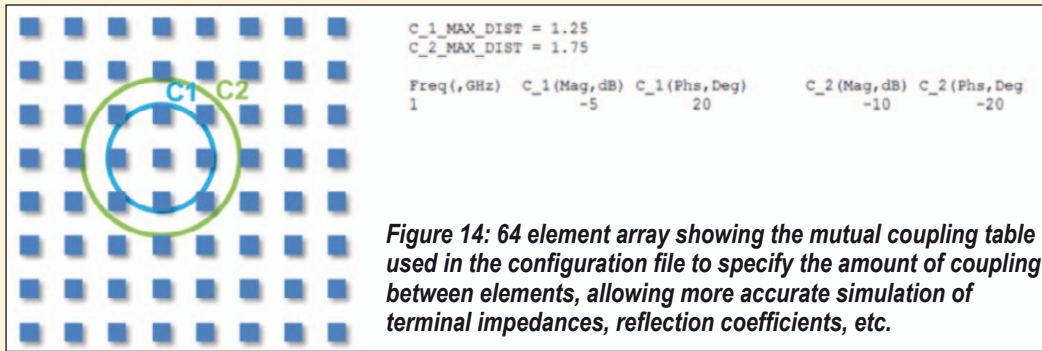 C1 C2
C_1_MAX_DIST = 1.25
C_2_MAX_DIST = 1.75
Freq(,GHz) C_1(Mag,dB) C_1(Phs,Deg) C_2(Mag,dB) C_2(Phs,Deg
1 -5 20 -10 -20
Figure 14: 64 element array showing the mutual coupling table
used in the configuration file to specify the amount of coupling
between elements, allowing more accurate simulation of
terminal impedances, reflection coefficients, etc.